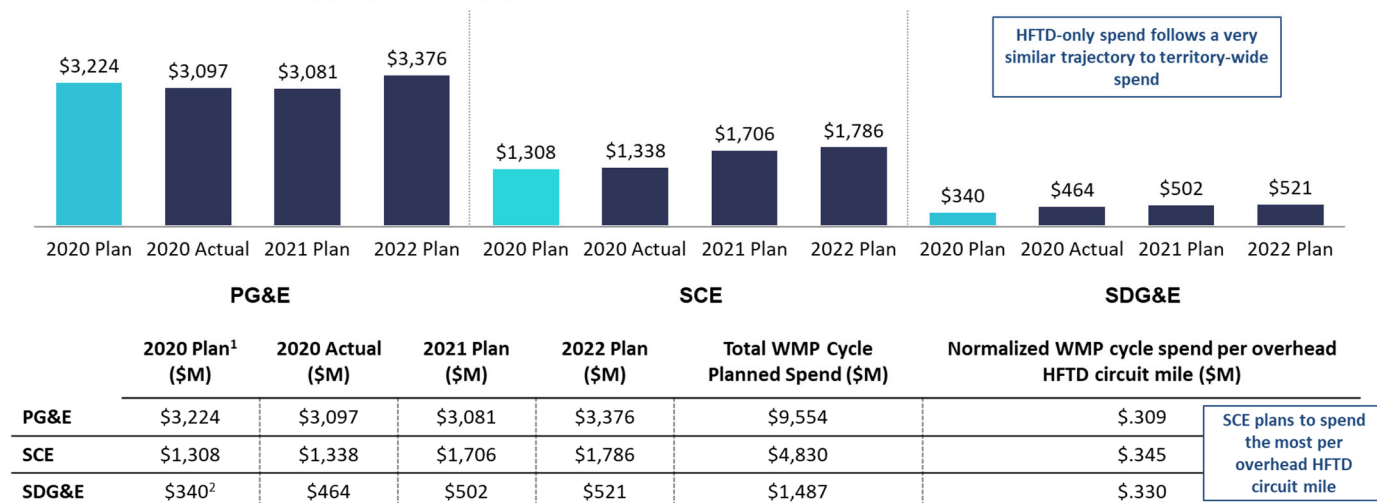 HFTD-only spend follows a very
similar trajectory to territory-wide
spend
$3,224 $3,097 $3,081 $3,376
$1,308 $1,338 $1,706 $1,786
$340 $464 $502 $521
2020 Plan 2020 Actual 2021 Plan 2022 Plan 2020 Plan 2020 Actual 2021 Plan 2022 Plan 2020 Plan 2020 Actual 2021 Plan 2022 Plan
PG&E SCE SDG&E
2020 Plan¹ 2020 Actual 2021 Plan 2022 Plan Total WMP Cycle Normalized WMP cycle spend per overhead
($M) ($M) ($M) ($M) Planned Spend ($M) HFTD circuit mile ($M)
PG&E $3,224 $3,097 $3,081 $3,376 $9,554 $.309
SCE $1,308 $1,338 $1,706 $1,786 $4,830 $.345
SDG&E $340² $464 $502 $521 $1,487 $.330
SCE plans to spend
the most per
overhead HFTD
circuit mile